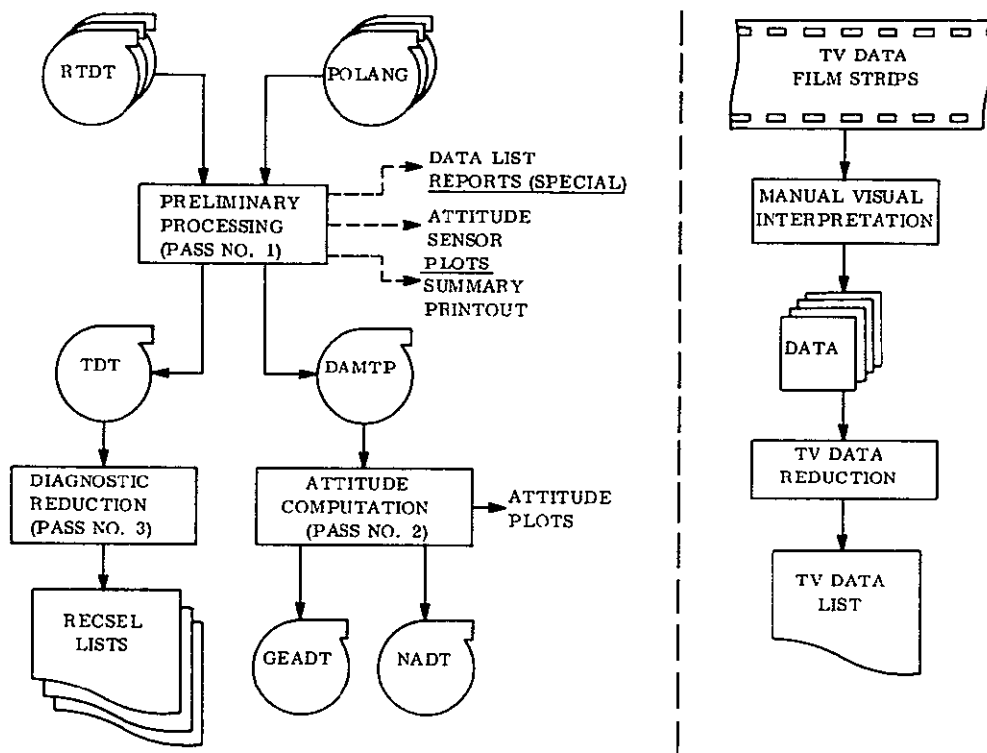 RTDT
POLANG
DATA LIST
REPORTS (SPECIAL)
PRELIMINARY
PROCESSING
(PASS NO. 1)
ATTITUDE
SENSOR
PLOTS
SUMMARY
PRINTOUT
TDT
DAMTP
DIAGNOSTIC
REDUCTION
(PASS NO. 3)
ATTITUDE
COMPUTATION
(PASS NO. 2)
ATTITUDE
PLOTS
RECSEL
LISTS
GEADT
NADT
TV DATA
FILM STRIPS
MANUAL VISUAL
INTERPRETATION
DATA
TV DATA
REDUCTION
TV DATA
LIST